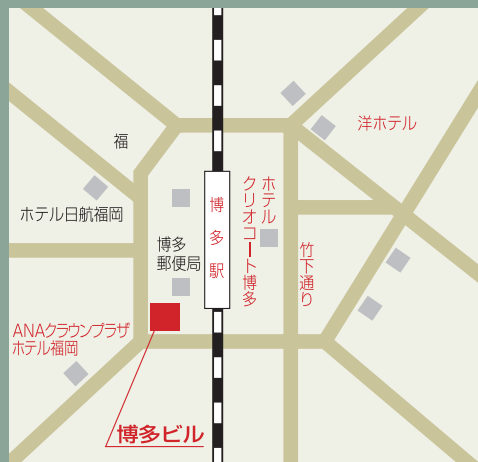 福
洋ホテル
ホテル日航福岡
博多
郵便局
博多駅
ホテル
クリオコート博多
竹下通り
ANAクラウンプラザ
ホテル福岡
博多ビル